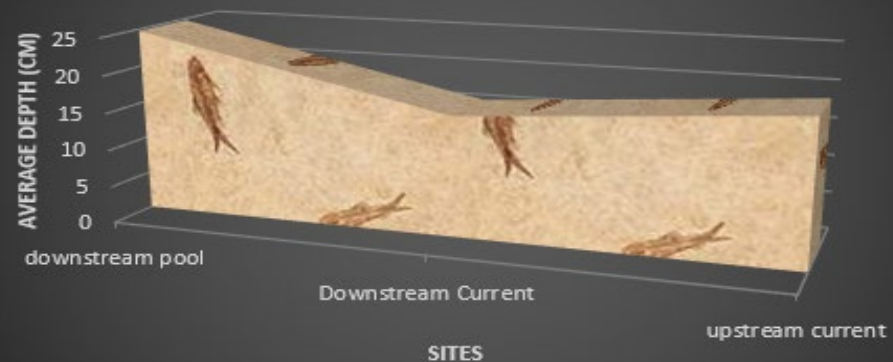 AVERAGE DEPTH (CM)
25
20
15
10
5
0
downstream pool
Downstream Current
upstream current
SITES